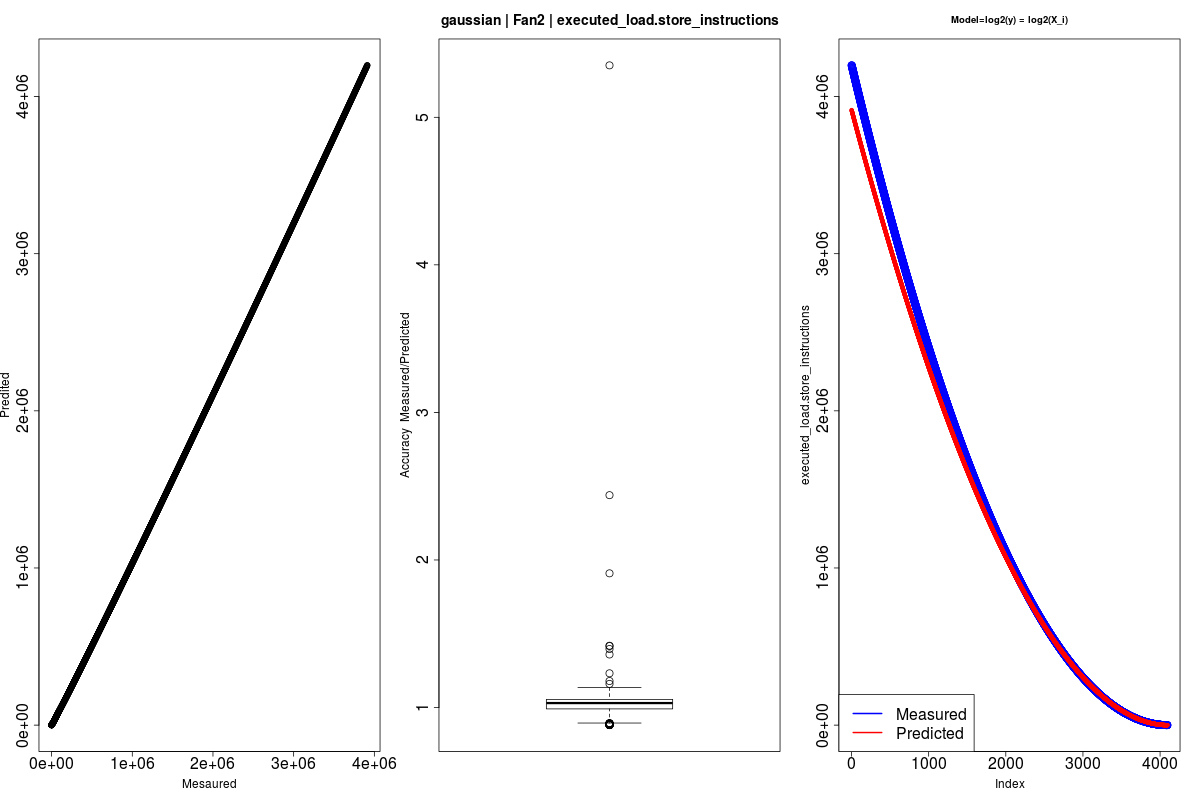 gaussian | Fan2 | executed_load.store_instructions
Model=log2(y) = log2(X_i)
Predited
0e+00
1e+06
2e+06
3e+06
4e+06
0e+00
1e+06
2e+06
3e+06
4e+06
Mesaured
Accuracy Measured/Predicted
1
2
3
4
5
executed_load.store_instructions
0e+00
1e+06
2e+06
3e+06
4e+06
Measured
Predicted
0
1000
2000
3000
4000
Index